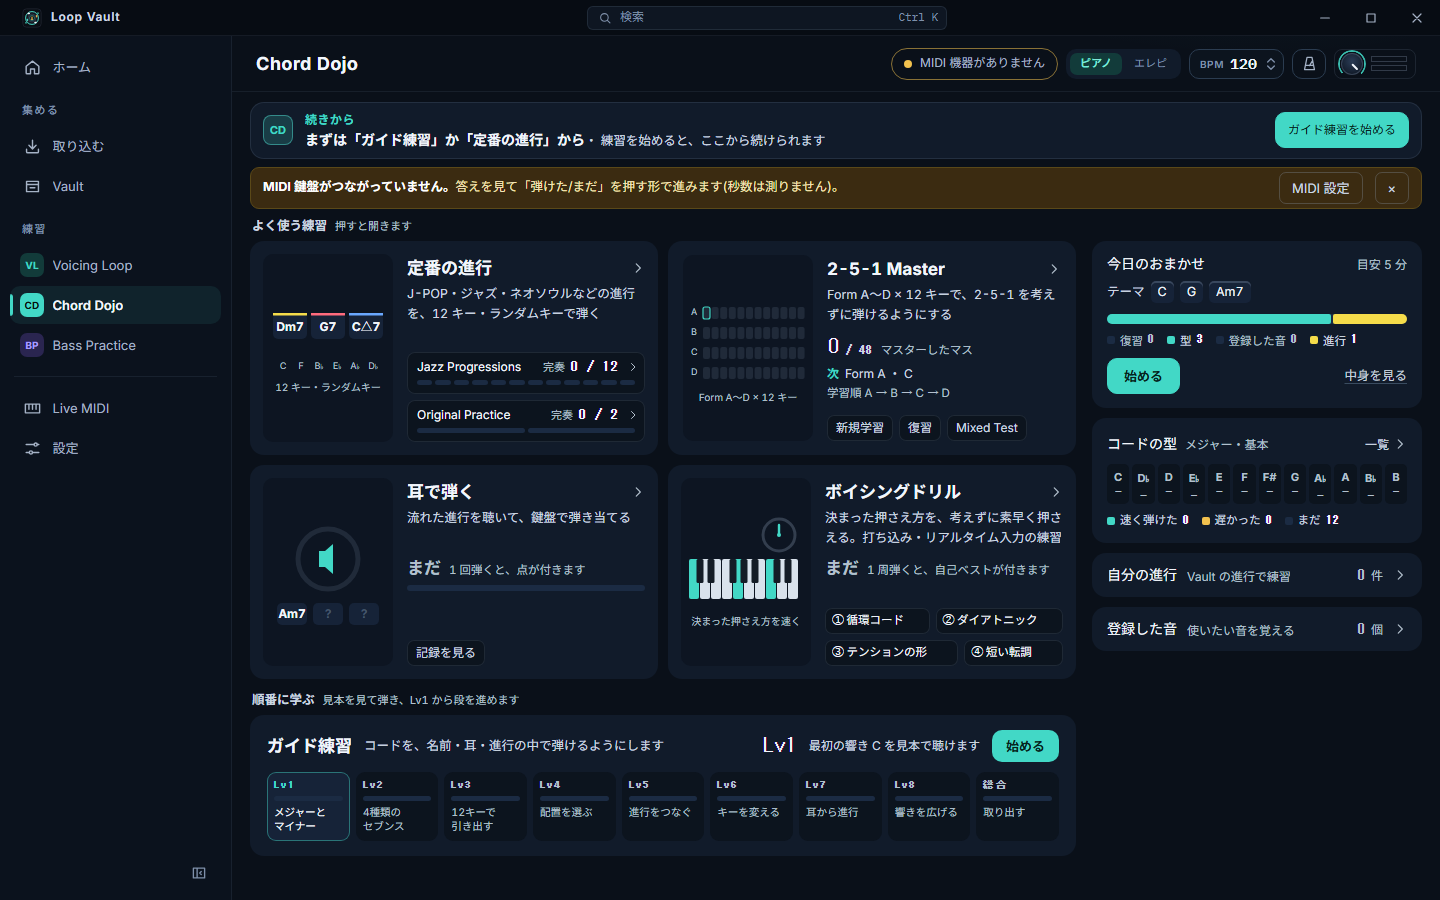 Loop Vault
検索
Ctrl K
ホーム
集める
取り込む
Vault
練習
VL Voicing Loop
CD Chord Dojo
BP Bass Practice
Live MIDI
設定
Chord Dojo
MIDI 機器がありません
ピアノ
エレピ
BPM 120
CD
続きから
まずは「ガイド練習」か「定番の進行」から · 練習を始めると、ここから続けられます
ガイド練習を始める
MIDI 鍵盤がつながっていません。答えを見て「弾けた/まだ」を押す形で進みます(秒数は測りません)。
MIDI 設定
×
よく使う練習 押すと開きます
Dm7 G7 C△7
C F B♭ E♭ A♭ D♭
12 キー・ランダムキー
定番の進行
J-POP・ジャズ・ネオソウルなどの進行
を、12 キー・ランダムキーで弾く
Jazz Progressions 完奏 0 / 12
Original Practice 完奏 0 / 2
A
B
C
D
Form A〜D × 12 キー
2-5-1 Master
Form A〜D × 12 キーで、2-5-1 を考え
ずに弾けるようにする
0 / 48 マスターしたマス
次 Form A ・ C
学習順 A → B → C → D
新規学習
復習
Mixed Test
Am7 ? ?
耳で弾く
流れた進行を聴いて、鍵盤で弾き当てる
まだ 1 回弾くと、点が付きます
記録を見る
決まった押さえ方を速く
ボイシングドリル
決まった押さえ方を、考えずに素早く押さ
える。打ち込み・リアルタイム入力の練習
まだ 1 周弾くと、自己ベストが付きます
① 循環コード
② ダイアトニック
③ テンションの形
④ 短い転調
今日のおまかせ
目安 5 分
テーマ C G Am7
復習 0 型 3 登録した音 0 進行 1
始める
中身を見る
コードの型 メジャー・基本
一覧
C D♭ D E♭ E F F# G A♭ A B♭ B
– – – – – – – – – – – –
速く弾けた 0 遅かった 0 まだ 12
自分の進行 Vault の進行で練習
0 件
登録した音 使いたい音を覚える
0 個
順番に学ぶ 見本を見て弾き、Lv1 から段を進めます
ガイド練習 コードを、名前・耳・進行の中で弾けるようにします
Lv1 最初の響き C を見本で聴けます
始める
Lv1
メジャーと
マイナー
Lv2
4種類の
セブンス
Lv3
12キーで
引き出す
Lv4
配置を選ぶ
Lv5
進行をつなぐ
Lv6
キーを変える
Lv7
耳から進行
Lv8
響きを広げる
総合
取り出す